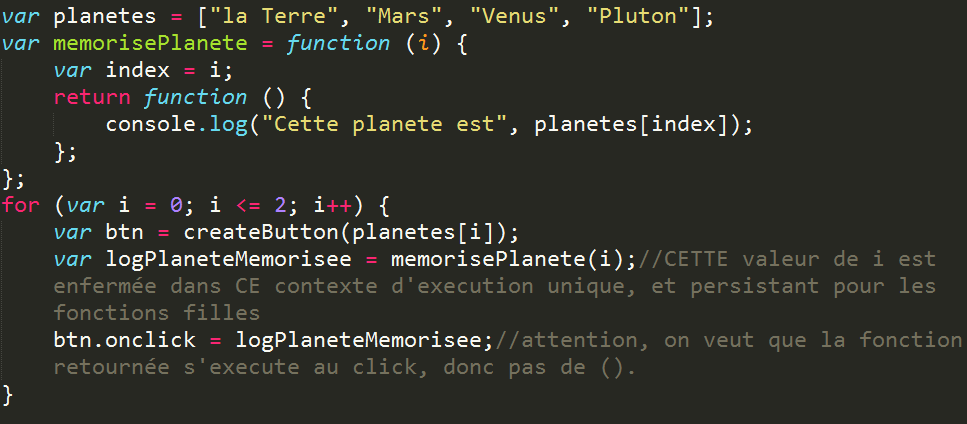 var planetes = ["la Terre", "Mars", "Venus", "Pluton"];
var memorisePlanete = function (i) {
    var index = i;
    return function () {
        console.log("Cette planete est", planetes[index]);
    };
};
for (var i = 0; i <= 2; i++) {
    var btn = createButton(planetes[i]);
    var logPlaneteMemorisee = memorisePlanete(i);//CETTE valeur de i est
    enfermée dans CE contexte d'execution unique, et persistant pour les
    fonctions filles
    btn.onclick = logPlaneteMemorisee;//attention, on veut que la fonction
    retournée s'execute au click, donc pas de ().
}